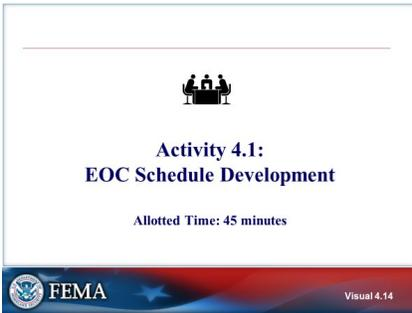 Activity 4.1:
EOC Schedule Development
Allotted Time: 45 minutes
FEMA
Visual 4.14